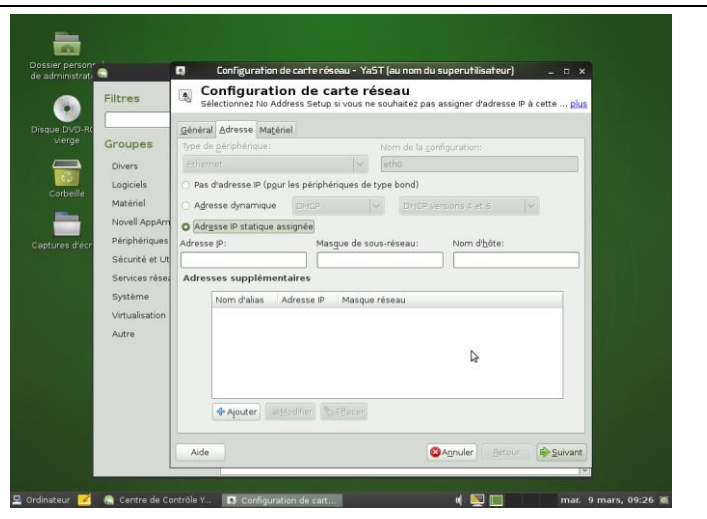 Dossier person
de administrati
Disque DVD-R
vierge
Corbeille
Captures d'écr
Filtres
Groupes
Divers
Logiciels
Matériel
Novell AppArm
Périphériques
Sécurité et Ut
Services résea
Système
Virtualisation
Autre
Configuration de carte réseau - YaST (au nom du superutilisateur)
Configuration de carte réseau
Sélectionnez No Address Setup si vous ne souhaitez pas assigner d'adresse IP à cette ... plus
Général Adresse Matériel
Type de périphérique: Nom de la configuration:
Ethernet eth0
Pas d'adresse IP (pour les périphériques de type bond)
Adresse dynamique DHCP DHCP versions 4 et 6
Adresse IP statique assignée
Adresse IP: Masque de sous-réseau: Nom d'hôte:
Adresses supplémentaires
Nom d'alias Adresse IP Masque réseau
Ajouter Modifier Effacer
Aide Annuler Retour Suivant
Ordinateur Centre de Contrôle Y... Configuration de cart... mar. 9 mars, 09:26